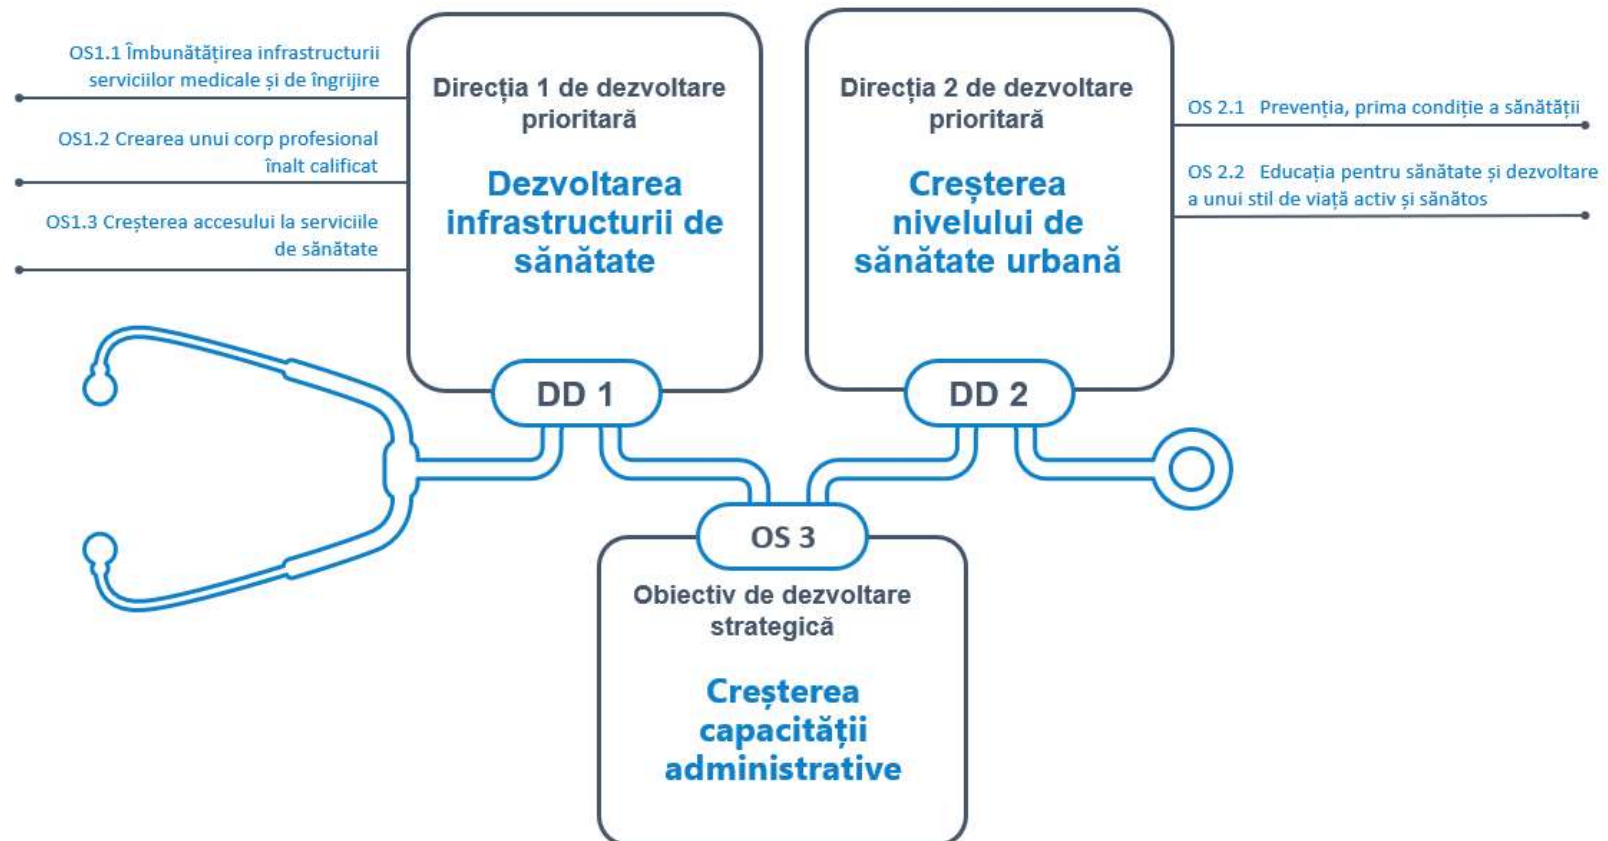 OS1.1 Îmbunătățirea infrastructurii
serviciilor medicale și de îngrijire
OS1.2 Crearea unui corp profesional
înalt calificat
OS1.3 Creșterea accesului la serviciile
de sănătate
Direcția 1 de dezvoltare
prioritară
Dezvoltarea
infrastructurii de
sănătate
DD 1
Direcția 2 de dezvoltare
prioritară
Creșterea
nivelului de
sănătate urbană
DD 2
OS 2.1 Prevenția, prima condiție a sănătății
OS 2.2 Educația pentru sănătate și dezvoltare
a unui stil de viață activ și sănătos
OS 3
Obiectiv de dezvoltare
strategică
Creșterea
capacității
administrative